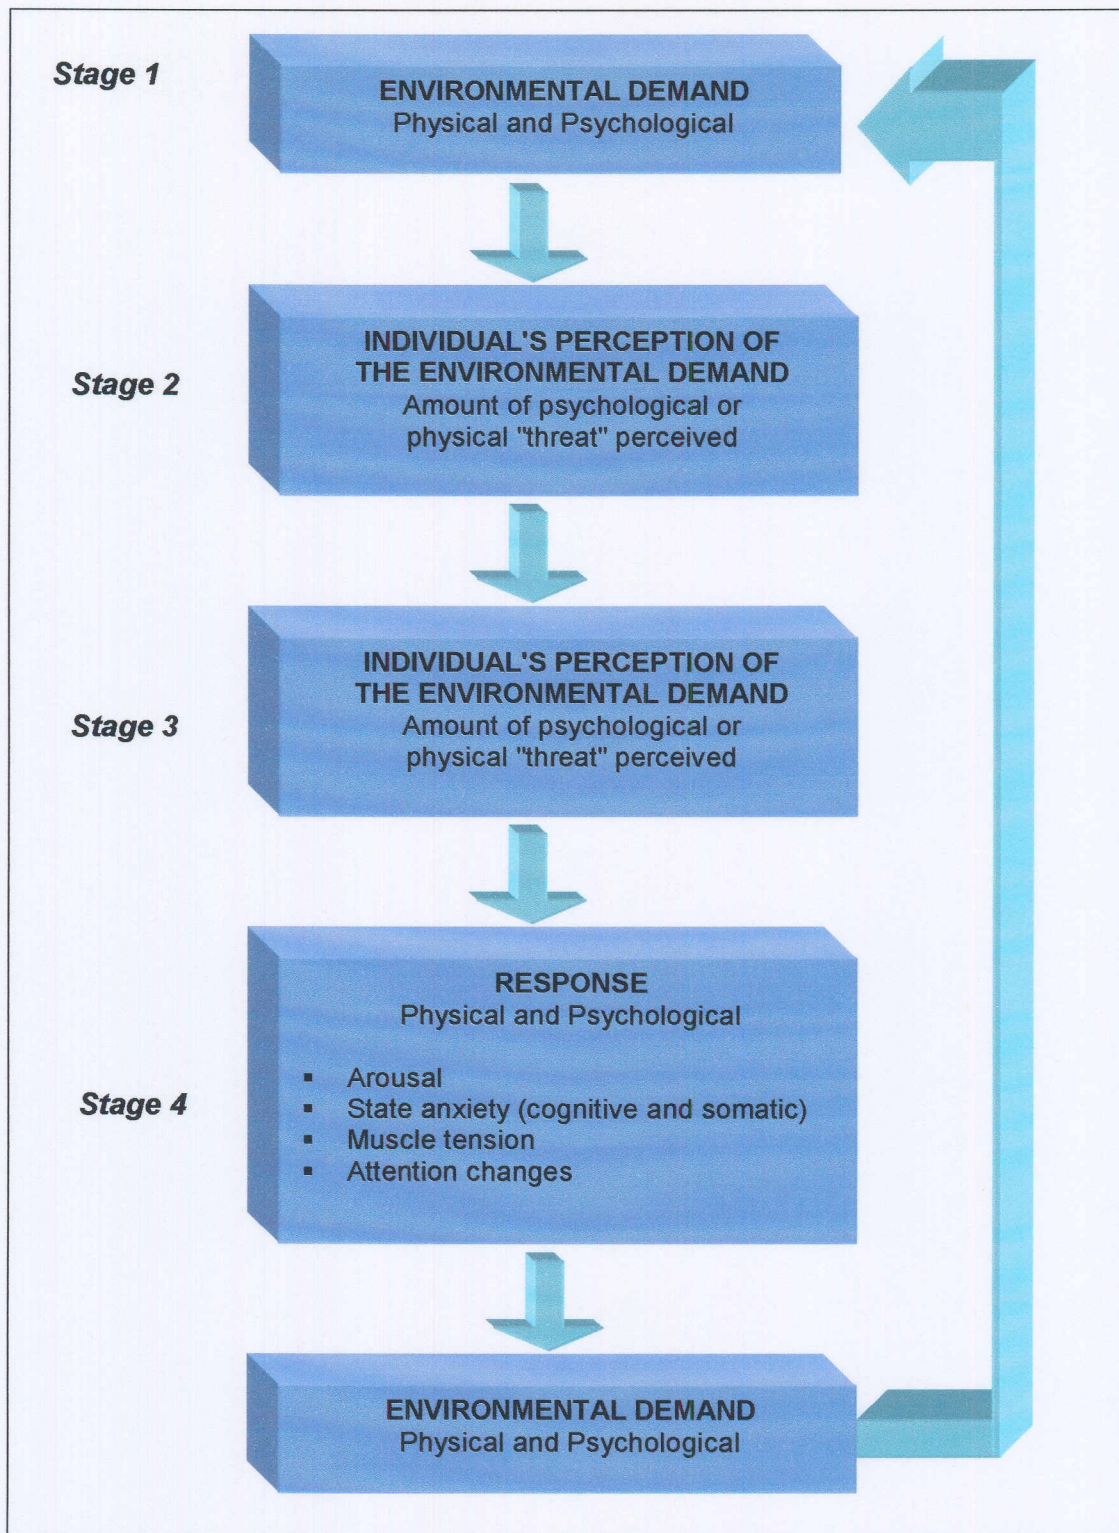 Stage 1
ENVIRONMENTAL DEMAND
Physical and Psychological
Stage 2
INDIVIDUAL'S PERCEPTION OF
THE ENVIRONMENTAL DEMAND
Amount of psychological or
physical "threat" perceived
Stage 3
INDIVIDUAL'S PERCEPTION OF
THE ENVIRONMENTAL DEMAND
Amount of psychological or
physical "threat" perceived
Stage 4
RESPONSE
Physical and Psychological
▪ Arousal
▪ State anxiety (cognitive and somatic)
▪ Muscle tension
▪ Attention changes
ENVIRONMENTAL DEMAND
Physical and Psychological